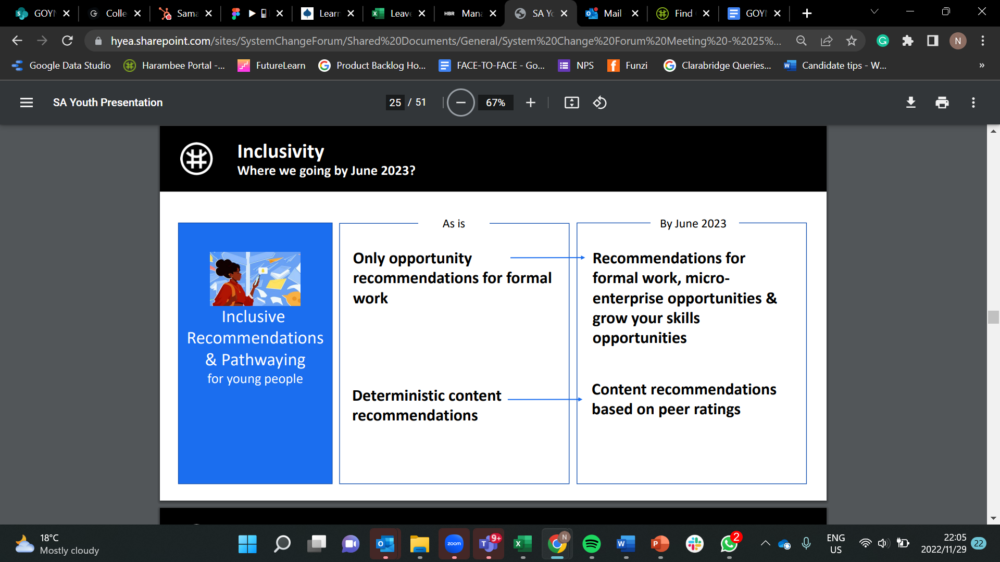 GOYN
Colle
Sama
Learn
Leave
HBR
Mana
SA Yo
Mail
Find
GOYN
hyea.sharepoint.com/sites/SystemChangeForum/Shared%20Documents/General/System%20Change%20Forum%20Meeting%20-%2025%...
N
Google Data Studio
Harambee Portal -...
FutureLearn
Product Backlog Ho...
FACE-TO-FACE - Go...
NPS
Funzi
Clarabridge Queries...
Candidate tips - W...
»
SA Youth Presentation
25 / 51
67%
Inclusivity
Where we going by June 2023?
Inclusive
Recommendations
& Pathwaying
for young people
As is
Only opportunity
recommendations for formal
work
Deterministic content
recommendations
By June 2023
Recommendations for
formal work, micro-
enterprise opportunities &
grow your skills
opportunities
Content recommendations
based on peer ratings
18°C
Mostly cloudy
zoom
9+
N
2
ENG
US
22:05
2022/11/29
22